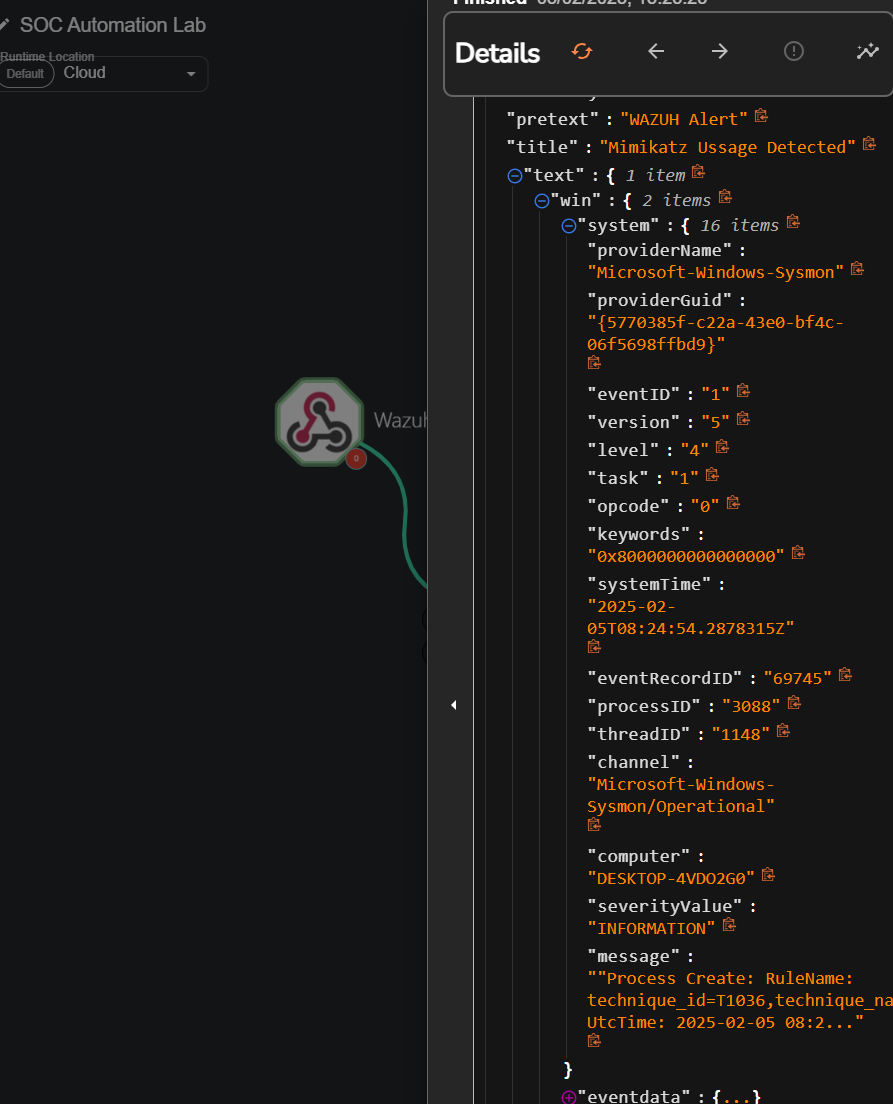 SOC Automation Lab
Runtime Location
Default
Cloud
Wazuh
0
Details
"pretext" : "WAZUH Alert"
"title" : "Mimikatz Ussage Detected"
"text" : { 1 item
"win" : { 2 items
"system" : { 16 items
"providerName" :
"Microsoft-Windows-Sysmon"
"providerGuid" :
"{5770385f-c22a-43e0-bf4c-
06f5698ffbd9}"
"eventID" : "1"
"version" : "5"
"level" : "4"
"task" : "1"
"opcode" : "0"
"keywords" :
"0x8000000000000000"
"systemTime" :
"2025-02-
05T08:24:54.2878315Z"
"eventRecordID" : "69745"
"processID" : "3088"
"threadID" : "1148"
"channel" :
"Microsoft-Windows-
Sysmon/Operational"
"computer" :
"DESKTOP-4VDO2G0"
"severityValue" :
"INFORMATION"
"message" :
""Process Create: RuleName:
technique_id=T1036,technique_na
UtcTime: 2025-02-05 08:2..."
}
"eventdata" : {...}